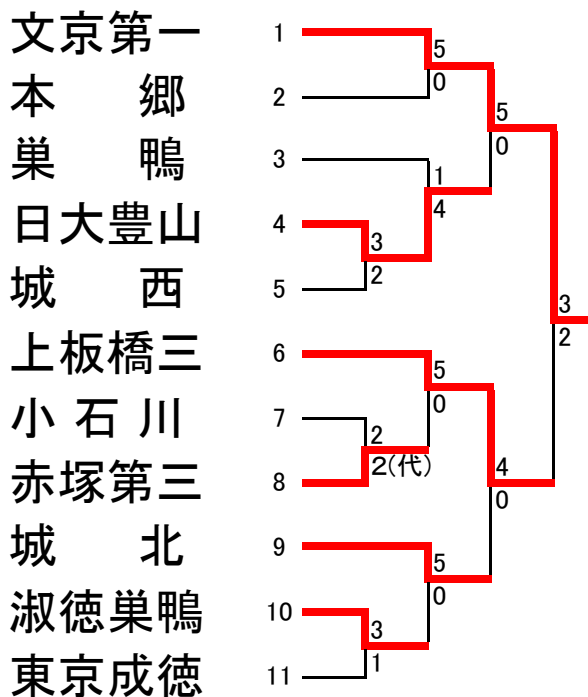 文京第一 1
5
本 郷 2
0
5
巣 鴨 3
0
1
日大豊山 4
4
3
城 西 5
2
3
2
上板橋三 6
5
小石川 7
0
2
赤塚第三 8
2(代)
4
0
城 北 9
5
淑徳巣鴨 10
0
3
東京成徳 11
1